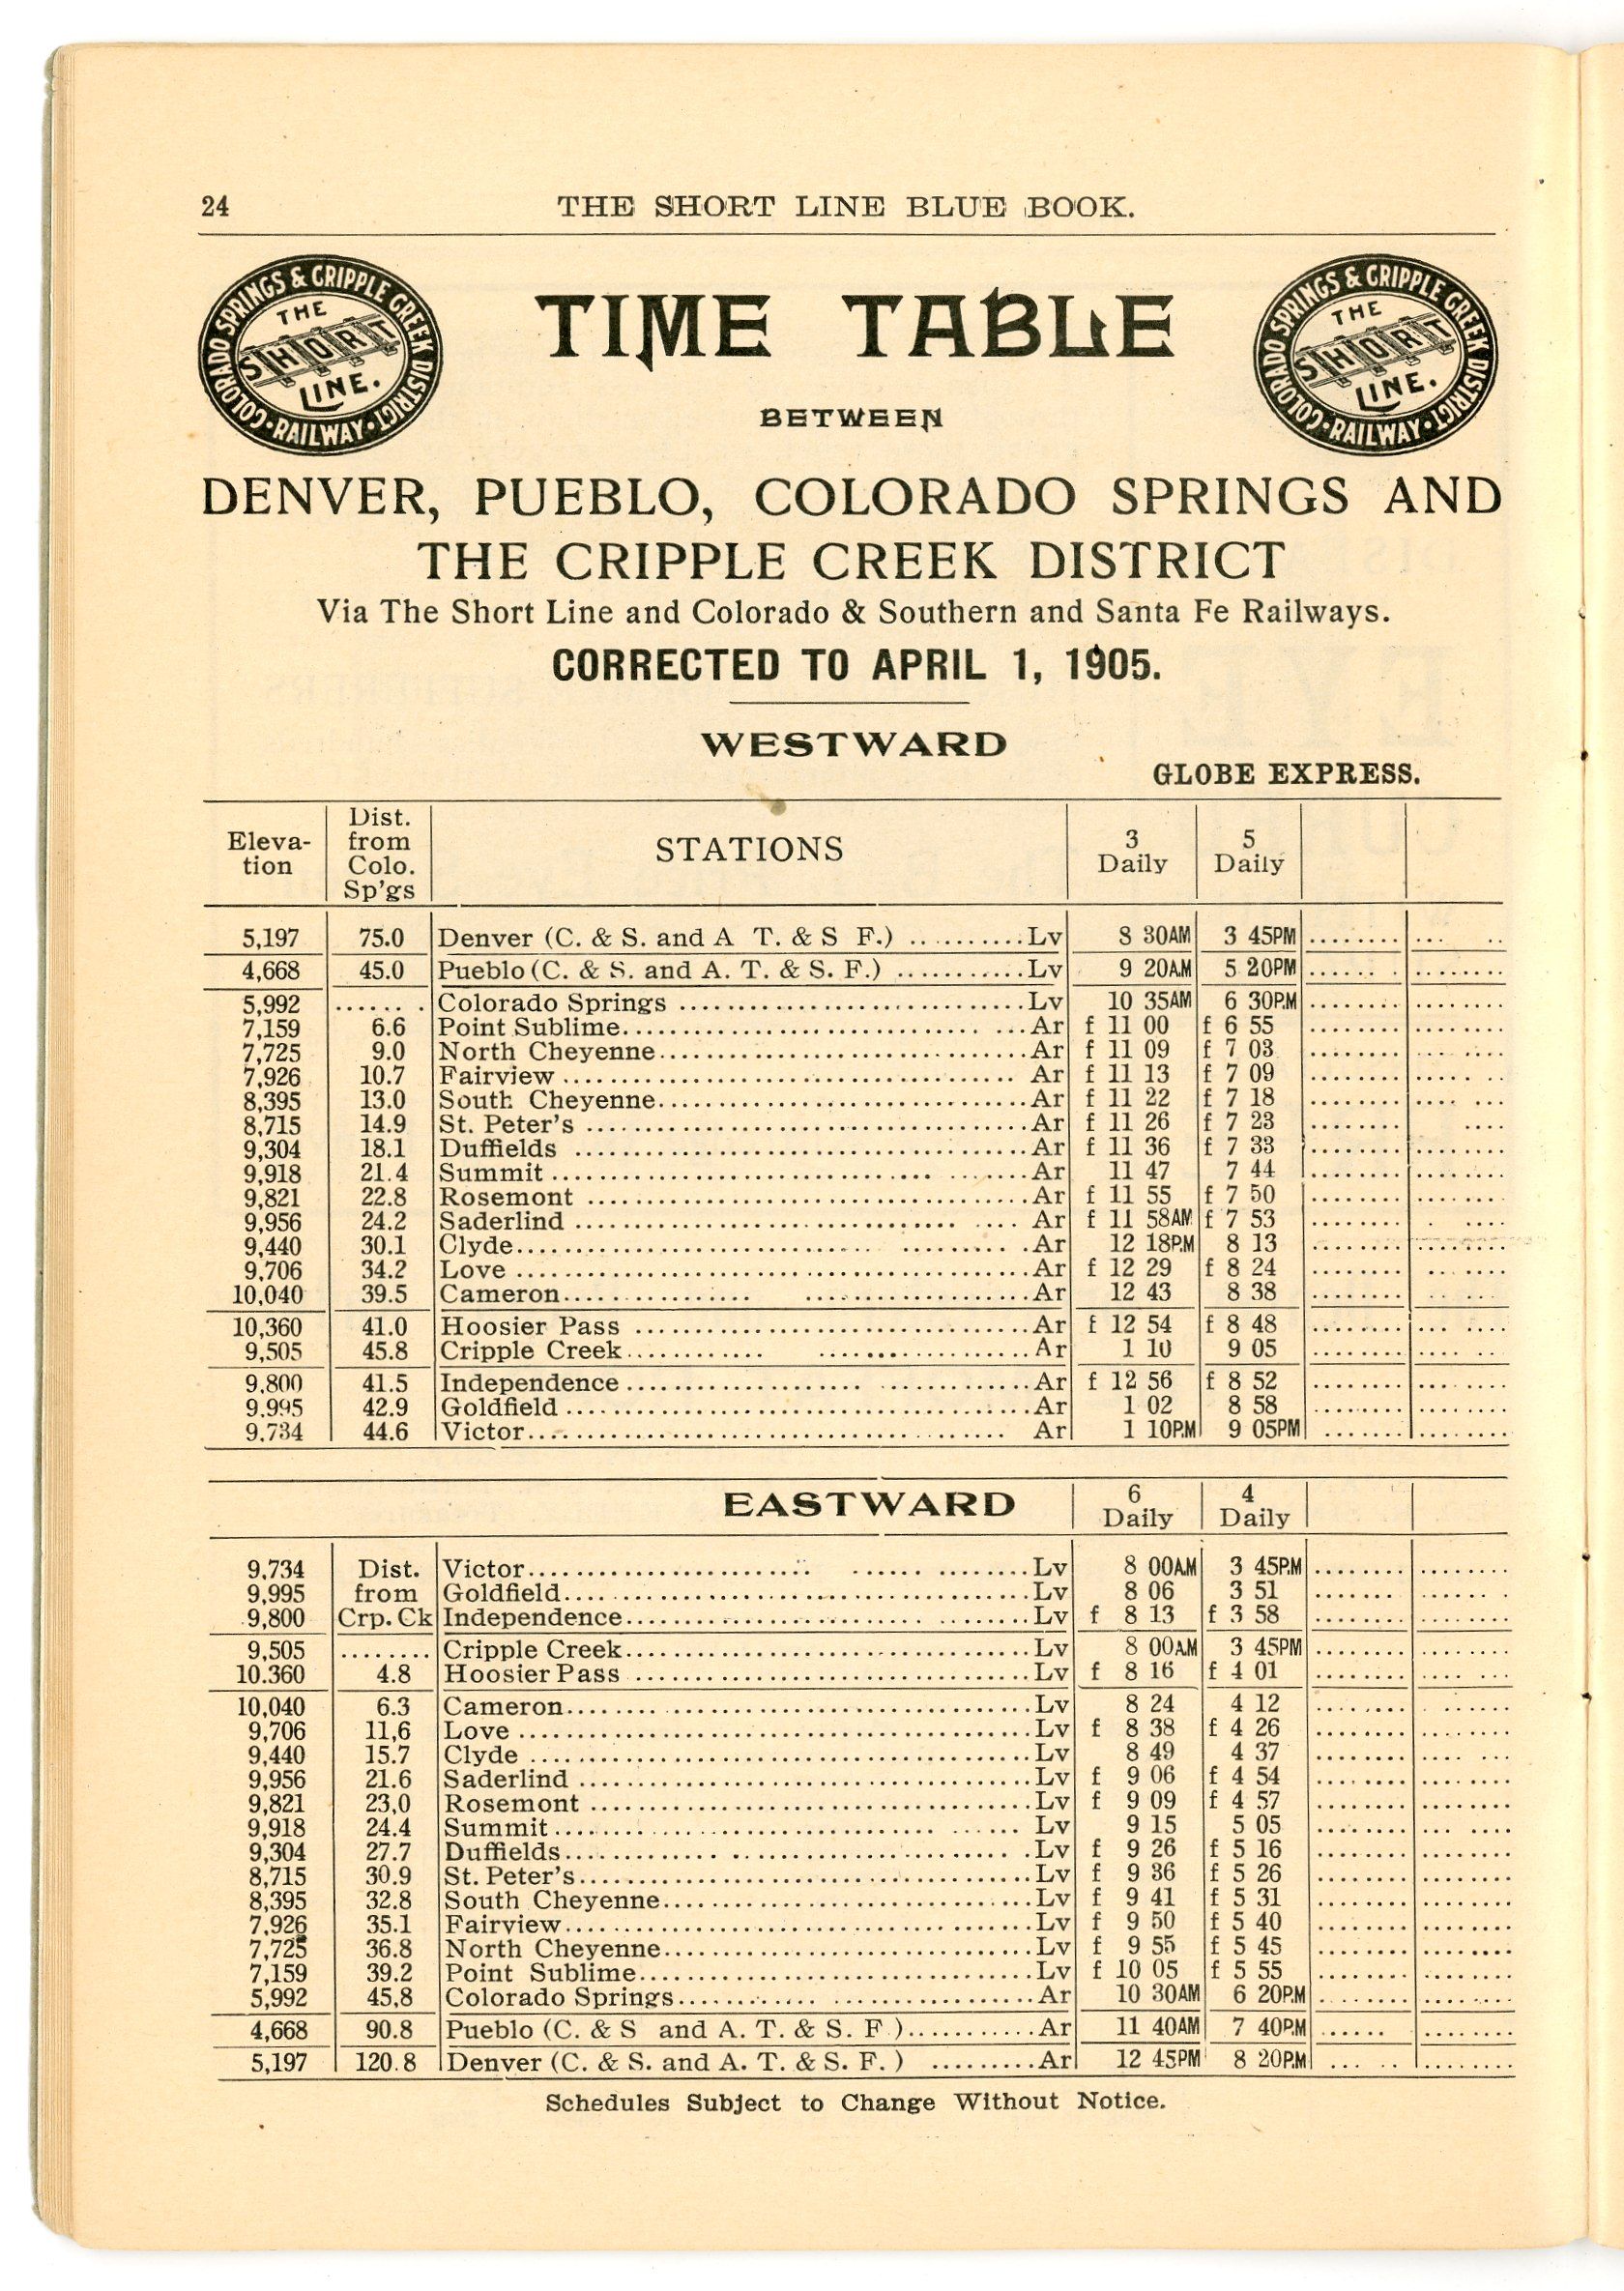 24 THE SHORT LINE BLUE BOOK.
COLORADO SPRINGS & CRIPPLE CREEK DISTRICT • RAILWAY •
THE
SHORT
LINE.
TIME TABLE
COLORADO SPRINGS & CRIPPLE CREEK DISTRICT • RAILWAY •
THE
SHORT
LINE.
BETWEEN
DENVER, PUEBLO, COLORADO SPRINGS AND
THE CRIPPLE CREEK DISTRICT
Via The Short Line and Colorado & Southern and Santa Fe Railways.
CORRECTED TO APRIL 1, 1905.
WESTWARD
GLOBE EXPRESS.
Elevation Dist. from Colo. Sp'gs STATIONS 3 Daily 5 Daily
5,197 75.0 Denver (C. & S. and A T. & S F.) .......... Lv 8 30AM 3 45PM
4,668 45.0 Pueblo (C. & S. and A. T. & S. F.) .......... Lv 9 20AM 5 20PM
5,992 ....... Colorado Springs .......... Lv 10 35AM 6 30P.M
7,159 6.6 Point Sublime .......... Ar f 11 00 f 6 55
7,725 9.0 North Cheyenne .......... Ar f 11 09 f 7 03
7,926 10.7 Fairview .......... Ar f 11 13 f 7 09
8,395 13.0 South Cheyenne .......... Ar f 11 22 f 7 18
8,715 14.9 St. Peter's .......... Ar f 11 26 f 7 23
9,304 18.1 Duffields .......... Ar f 11 36 f 7 33
9,918 21.4 Summit .......... Ar 11 47 7 44
9,821 22.8 Rosemont .......... Ar f 11 55 f 7 50
9,956 24.2 Saderlind .......... Ar f 11 58AM f 7 53
9,440 30.1 Clyde .......... Ar 12 18P.M 8 13
9,706 34.2 Love .......... Ar f 12 29 f 8 24
10,040 39.5 Cameron .......... Ar 12 43 8 38
10,360 41.0 Hoosier Pass .......... Ar f 12 54 f 8 48
9,505 45.8 Cripple Creek .......... Ar 1 10 9 05
9,800 41.5 Independence .......... Ar f 12 56 f 8 52
9.995 42.9 Goldfield .......... Ar 1 02 8 58
9,734 44.6 Victor .......... Ar 1 10P.M 9 05PM
EASTWARD 6 Daily 4 Daily
9,734 Dist. Victor .......... Lv 8 00A.M 3 45P.M
9,995 from Goldfield .......... Lv 8 06 3 51
9,800 Crp. Ck Independence .......... Lv f 8 13 f 3 58
9,505 ........ Cripple Creek .......... Lv 8 00A.M 3 45PM
10.360 4.8 Hoosier Pass .......... Lv f 8 16 f 4 01
10,040 6.3 Cameron .......... Lv 8 24 4 12
9,706 11,6 Love .......... Lv f 8 38 f 4 26
9,440 15.7 Clyde .......... Lv 8 49 4 37
9,956 21.6 Saderlind .......... Lv f 9 06 f 4 54
9,821 23,0 Rosemont .......... Lv f 9 09 f 4 57
9,918 24.4 Summit .......... Lv 9 15 5 05
9,304 27.7 Duffields .......... Lv f 9 26 f 5 16
8,715 30.9 St. Peter's .......... Lv f 9 36 f 5 26
8,395 32.8 South Cheyenne .......... Lv f 9 41 f 5 31
7,926 35.1 Fairview .......... Lv f 9 50 f 5 40
7,725 36.8 North Cheyenne .......... Lv f 9 55 f 5 45
7,159 39.2 Point Sublime .......... Lv f 10 05 f 5 55
5,992 45,8 Colorado Springs .......... Ar 10 30AM 6 20P.M
4,668 90.8 Pueblo (C. & S and A. T. & S. F ) .......... Ar 11 40AM 7 40P.M
5,197 120.8 Denver (C. & S. and A. T. & S. F. ) .......... Ar 12 45PM 8 20P.M
Schedules Subject to Change Without Notice.